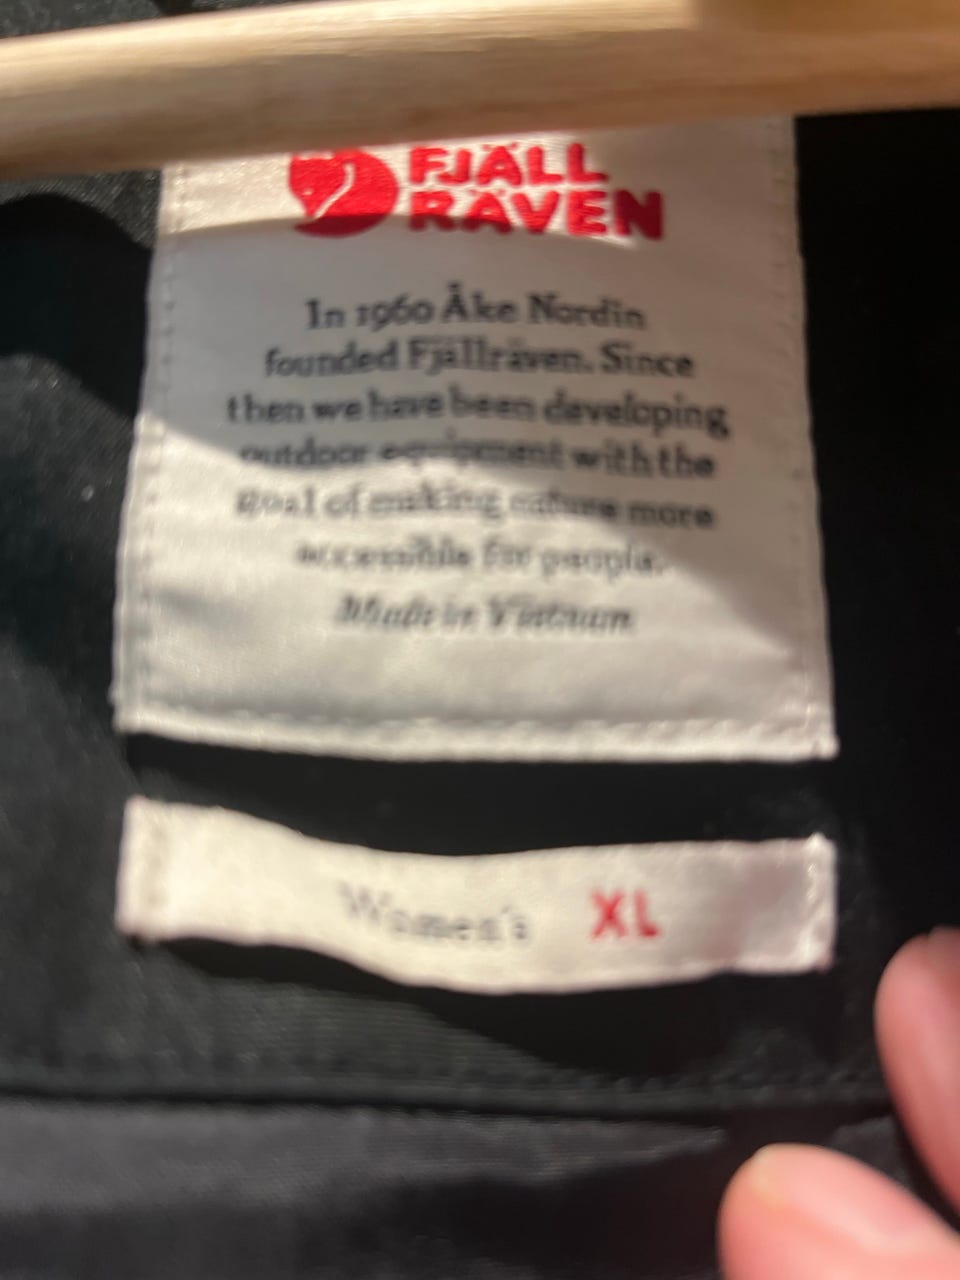 FJÄLL
RÄVEN
In 1960 Åke Nordin
founded Fjällräven. Since
then we have been developing
outdoor equipment with the
goal of making nature more
accessible for people.
Made in Vietnam
Women's XL